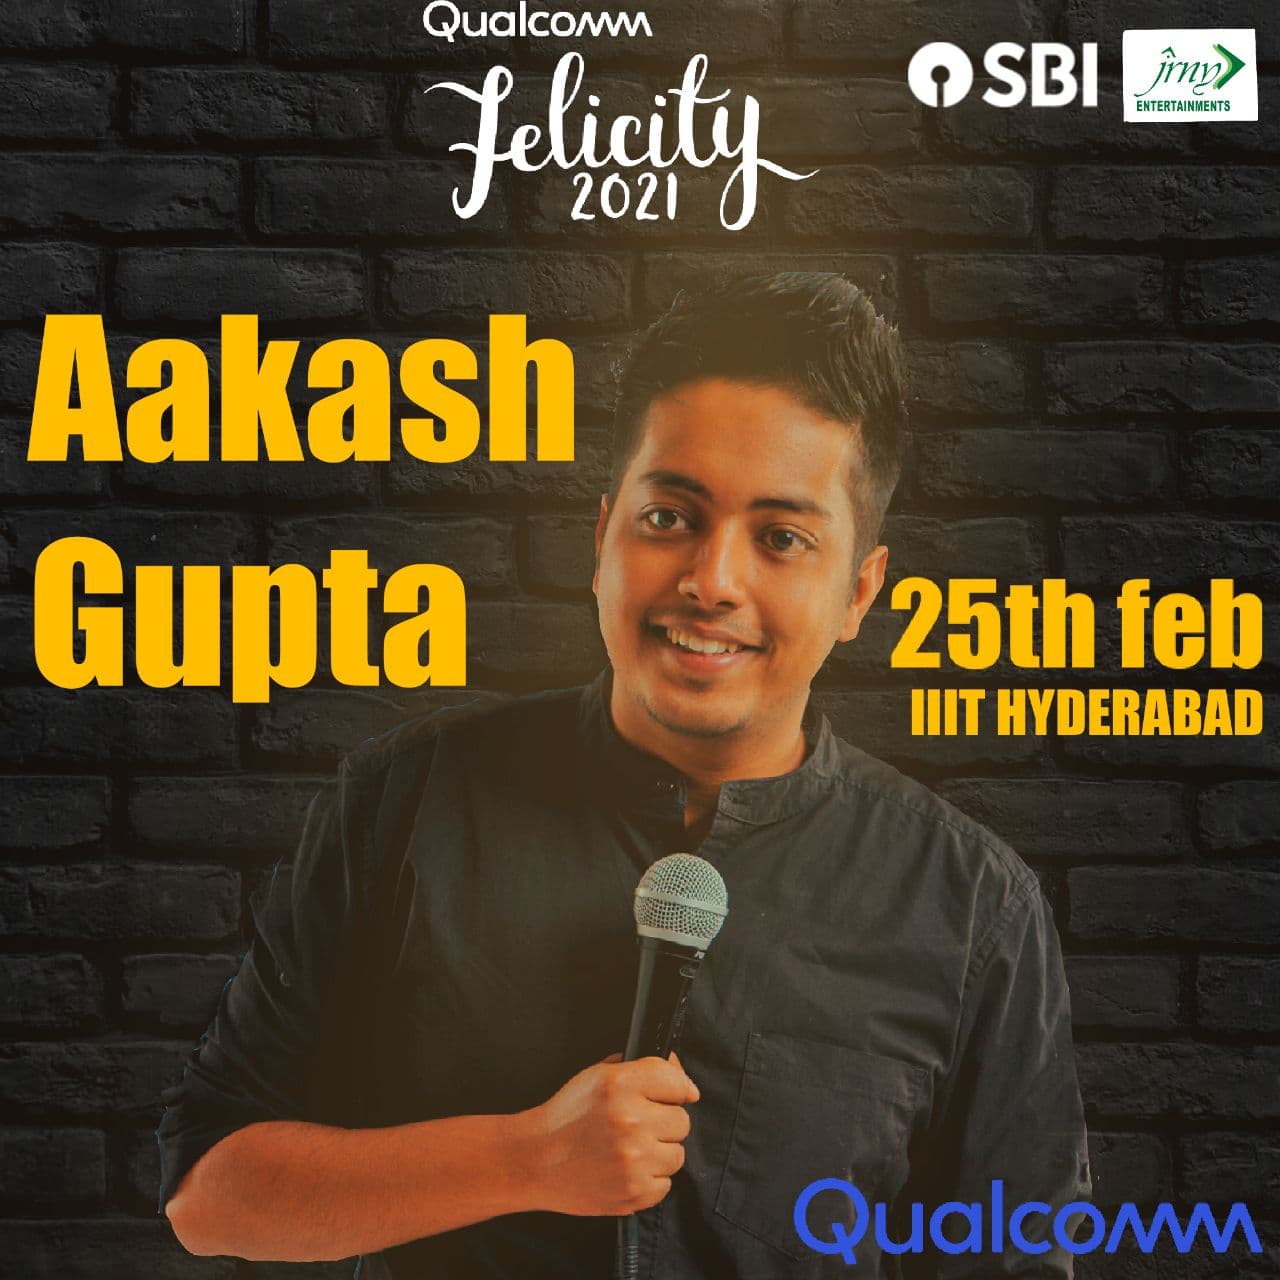 Qualcomm
Felicity
2021
SBI
jrny
ENTERTAINMENTS
Aakash
Gupta
25th feb
IIIT HYDERABAD
Qualcomm